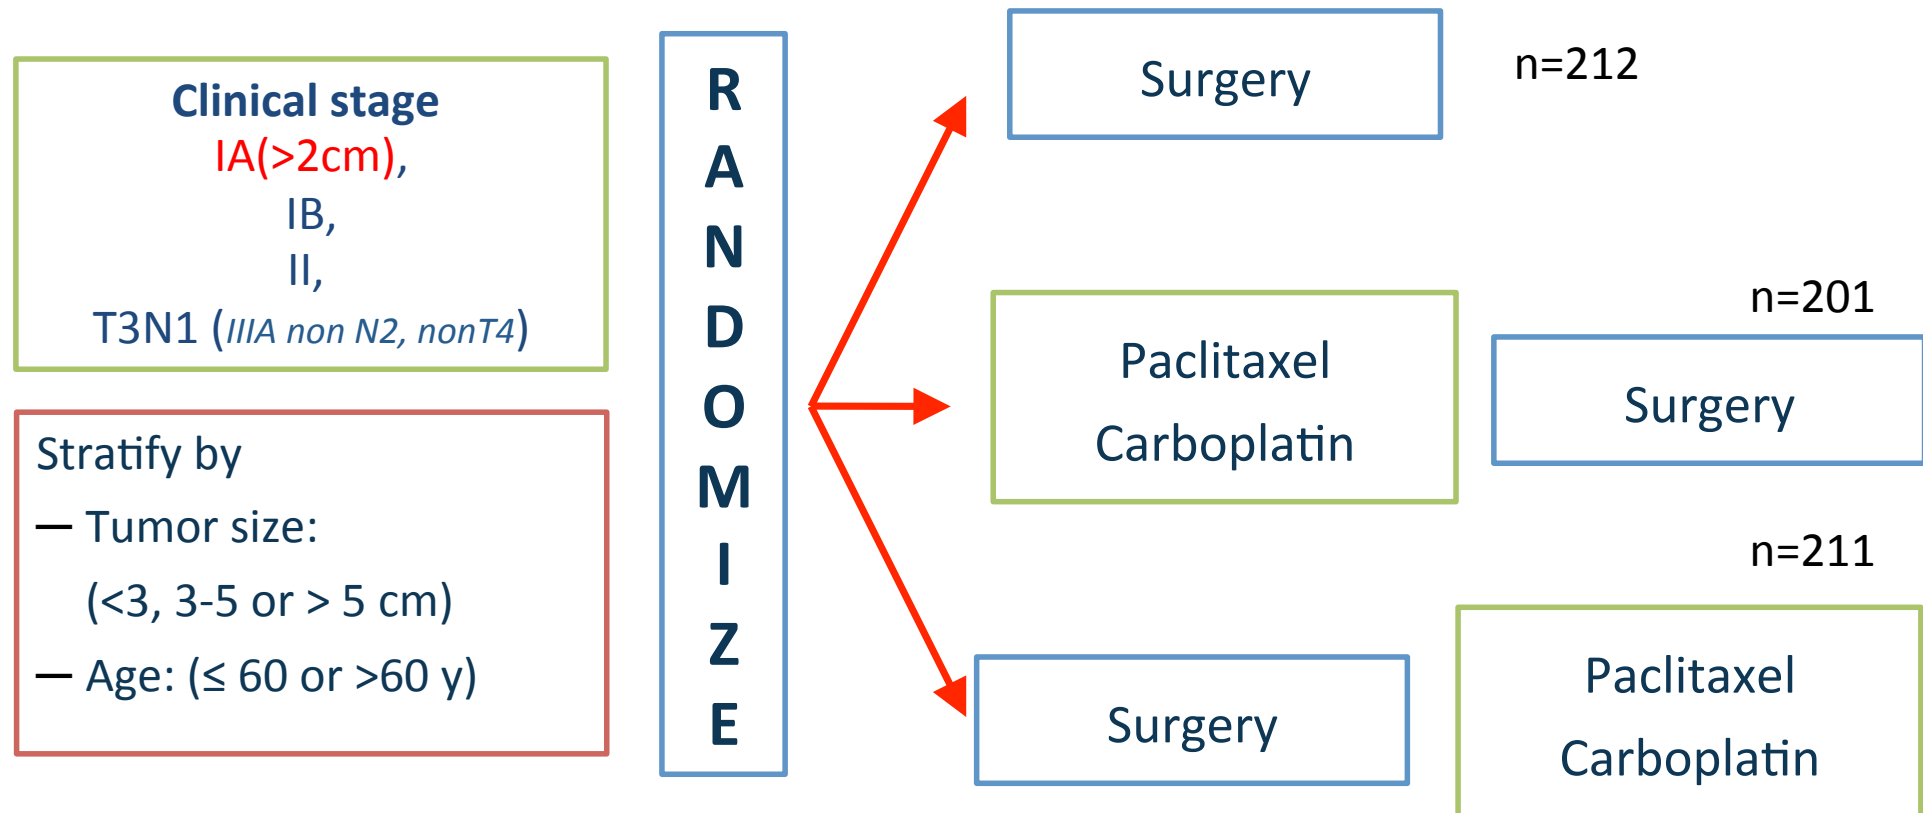 Clinical stage
IA(>2cm),
IB,
II,
T3N1 (IIIA non N2, nonT4)
Stratify by
— Tumor size:
(<3, 3-5 or > 5 cm)
— Age: (≤ 60 or >60 y)
R
A
N
D
O
M
I
Z
E
Surgery
n=212
Paclitaxel
Carboplatin
n=201
Surgery
Surgery
n=211
Paclitaxel
Carboplatin